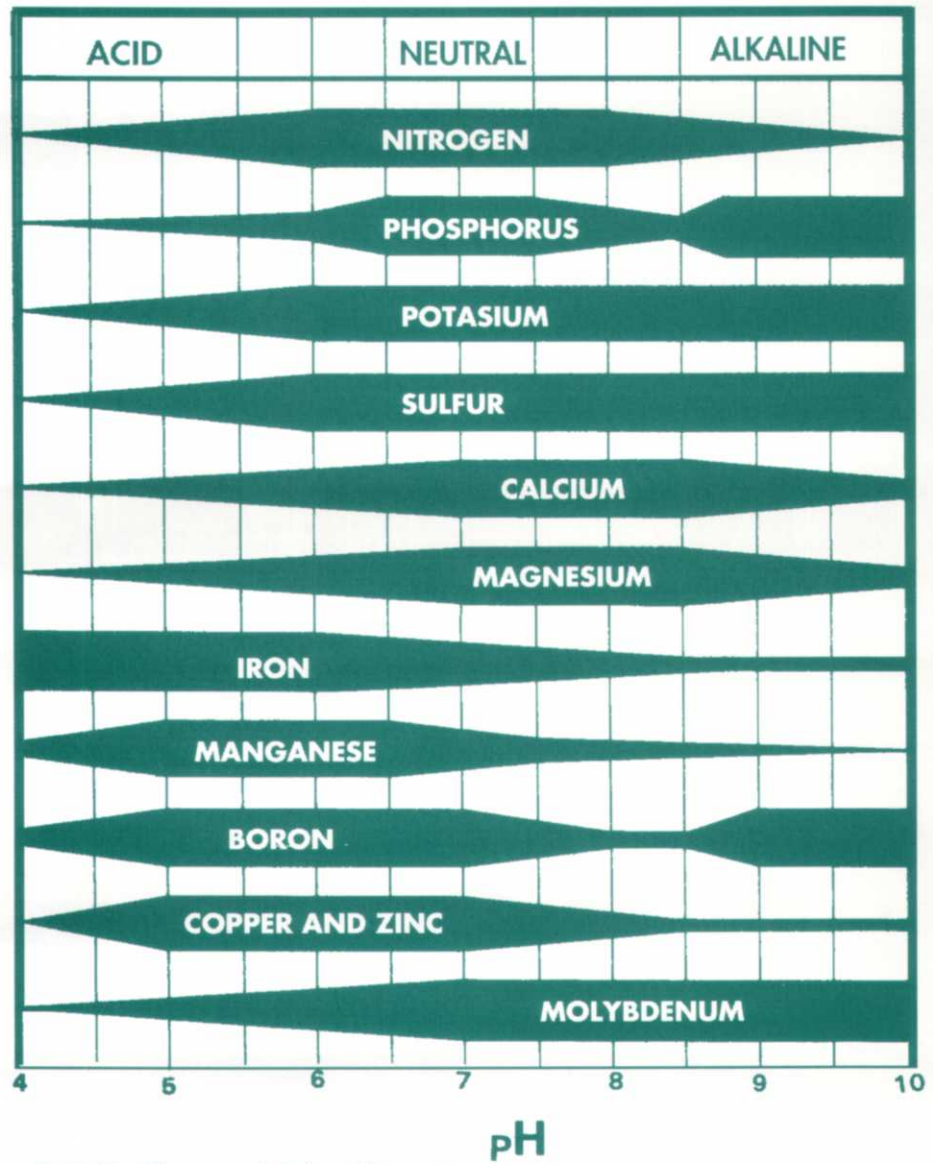 ACID NEUTRAL ALKALINE
NITROGEN
PHOSPHORUS
POTASIUM
SULFUR
CALCIUM
MAGNESIUM
IRON
MANGANESE
BORON
COPPER AND ZINC
MOLYBDENUM
4 5 6 7 8 9 10
pH